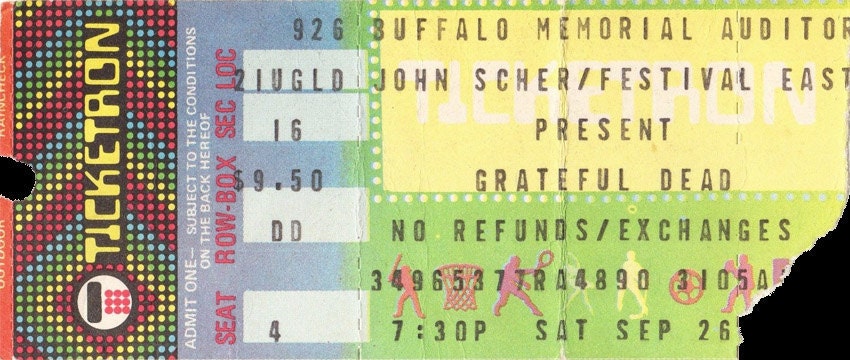 RAINCHECK
OUTDOOR
TICKETRON
ADMIT ONE— SUBJECT TO THE CONDITIONS
ON THE BACK HEREOF
SEAT ROW-BOX SEC LOC
926 BUFFALO MEMORIAL AUDITOR
TICKETRON
21UGLD JOHN SCHER/FESTIVAL EAST
16 PRESENT
$9.50 GRATEFUL DEAD
DD NO REFUNDS/EXCHANGES
4 7:30P SAT SEP 26